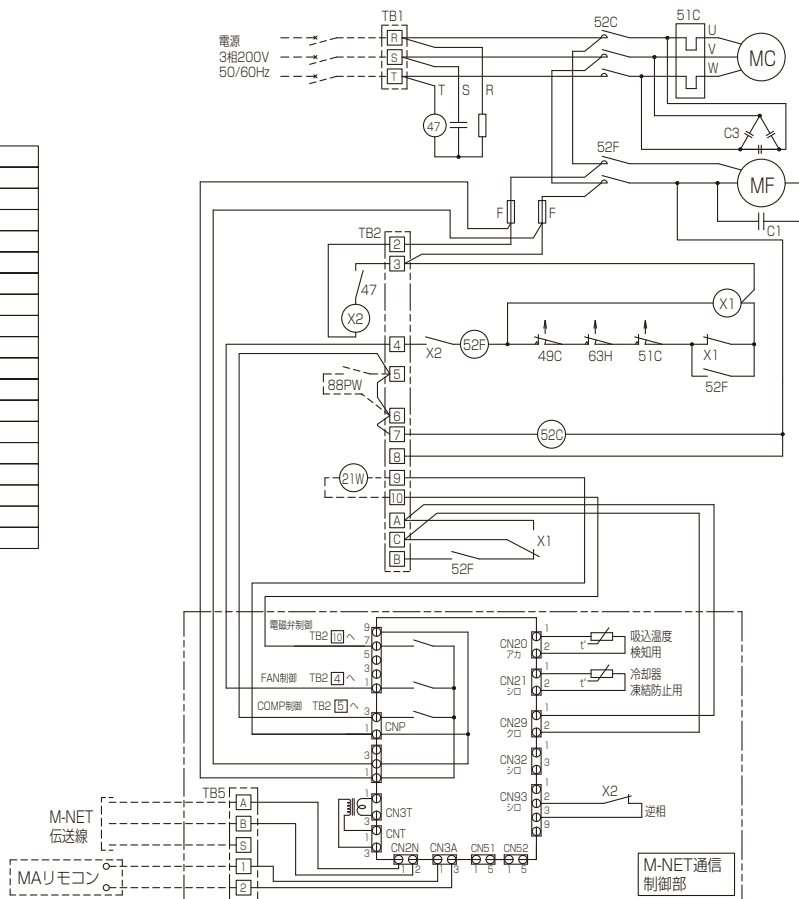 TB1
52C
51C
電源
3相200V
50/60Hz
R
S
T
U
V
W
MC
T
S
R
47
C3
52F
MF
C1
F
F
TB2
2
3
47
X2
X1
4
X2
52F
49C
63H
51C
X1
52F
5
88PW
6
7
52C
8
21W
9
10
A
C
X1
B
52F
電磁弁制御
TB2 10 へ
9
7
5
3
1
FAN制御 TB2 4 へ
COMP制御 TB2 5 へ
3
1
CNP
3
1
CN20
アカ
1
2
t°
吸込温度
検知用
CN21
シロ
1
2
t°
冷却器
凍結防止用
CN29
クロ
1
2
CN32
シロ
1
3
CN93
シロ
1
2
3
9
X2
逆相
TB5
M-NET
伝送線
A
B
S
MAリモコン
1
2
1
3
CN3T
1
3
CNT
CN2N
1 2
CN3A
1 3
CN51
1 5
CN52
1 5
M-NET通信
制御部